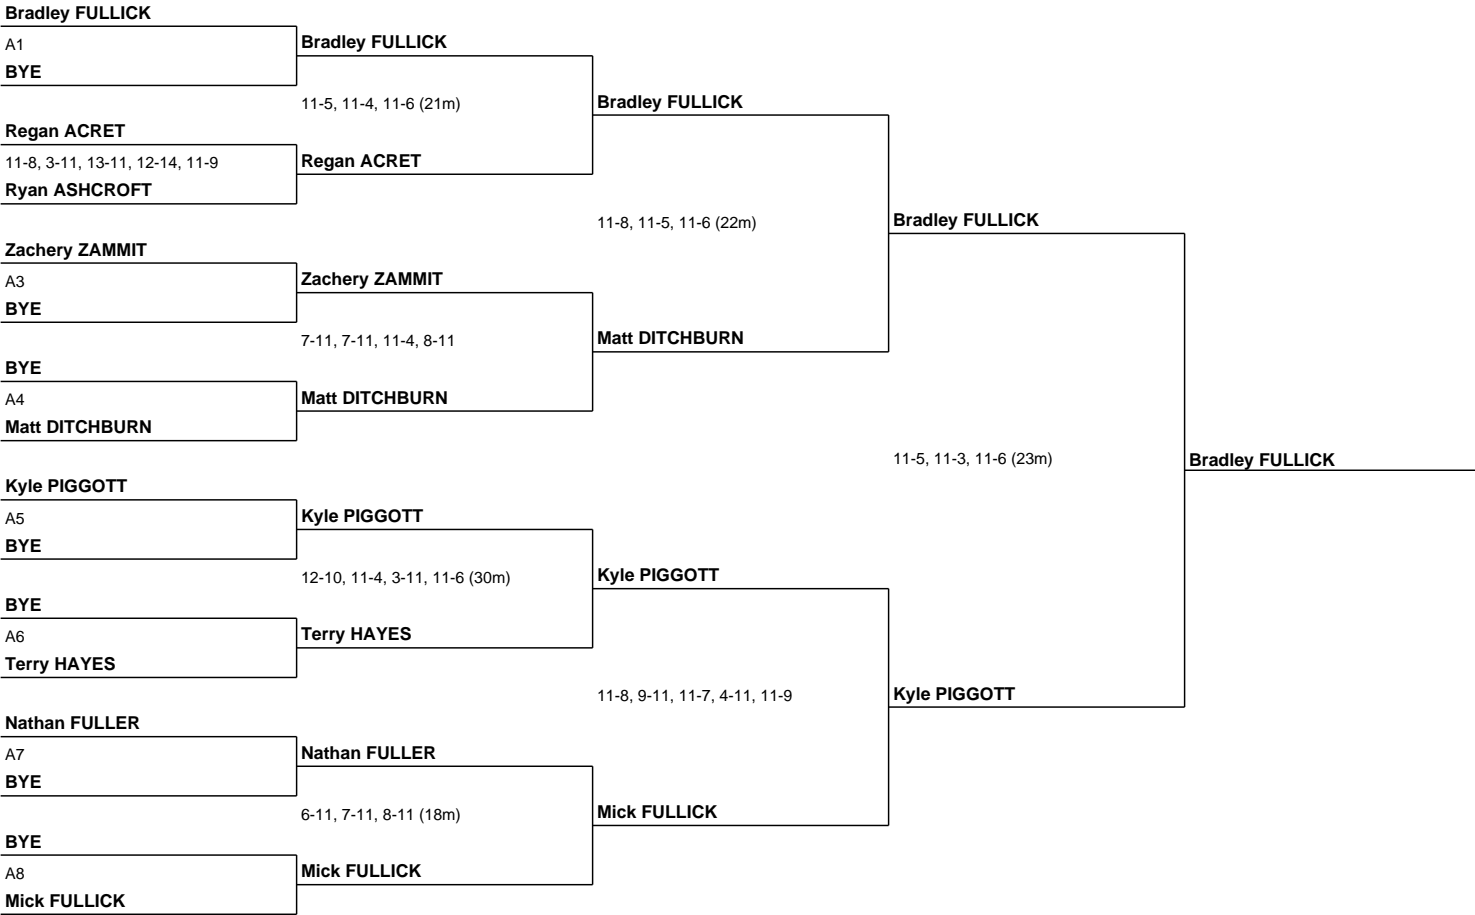 Bradley FULLICK
A1
BYE
Regan ACRET
11-8, 3-11, 13-11, 12-14, 11-9
Ryan ASHCROFT
Zachery ZAMMIT
A3
BYE
BYE
A4
Matt DITCHBURN
Kyle PIGGOTT
A5
BYE
BYE
A6
Terry HAYES
Nathan FULLER
A7
BYE
BYE
A8
Mick FULLICK
Bradley FULLICK
11-5, 11-4, 11-6 (21m)
Regan ACRET
Zachery ZAMMIT
7-11, 7-11, 11-4, 8-11
Matt DITCHBURN
Kyle PIGGOTT
12-10, 11-4, 3-11, 11-6 (30m)
Terry HAYES
Nathan FULLER
6-11, 7-11, 8-11 (18m)
Mick FULLICK
Bradley FULLICK
11-8, 11-5, 11-6 (22m)
Matt DITCHBURN
Kyle PIGGOTT
11-8, 9-11, 11-7, 4-11, 11-9
Mick FULLICK
Bradley FULLICK
11-5, 11-3, 11-6 (23m)
Kyle PIGGOTT
Bradley FULLICK